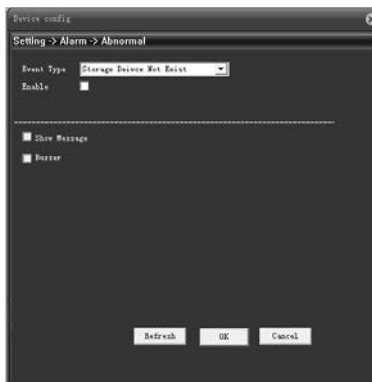 Device config
Setting -> Alarm -> Abnormal
Event Type Storage Deivce Not Exist
Enable
Show Message
Buzzer
Refresh OK Cancel